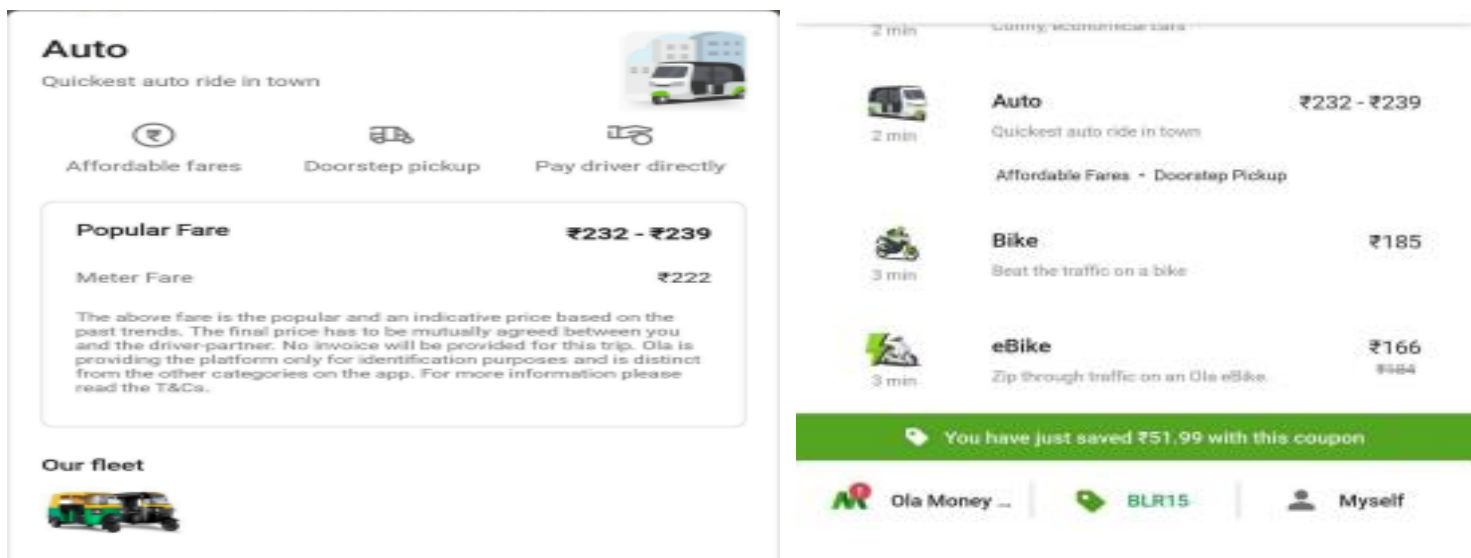 Auto
Quickest auto ride in town
Affordable fares
Doorstep pickup
Pay driver directly
Popular Fare
₹232 - ₹239
Meter Fare
₹222
The above fare is the popular and an indicative price based on the
past trends. The final price has to be mutually agreed between you
and the driver-partner. No invoice will be provided for this trip. Ola is
providing the platform only for identification purposes and is distinct
from the other categories on the app. For more information please
read the T&Cs.
Our fleet
2 min
Auto
₹232 - ₹239
2 min
Quickest auto ride in town
Affordable Fares • Doorstep Pickup
Bike
₹185
3 min
Beat the traffic on a bike
eBike
₹166
3 min
Zip through traffic on an Ola eBike.
₹184
You have just saved ₹51.99 with this coupon
Ola Money ...
BLR15
Myself